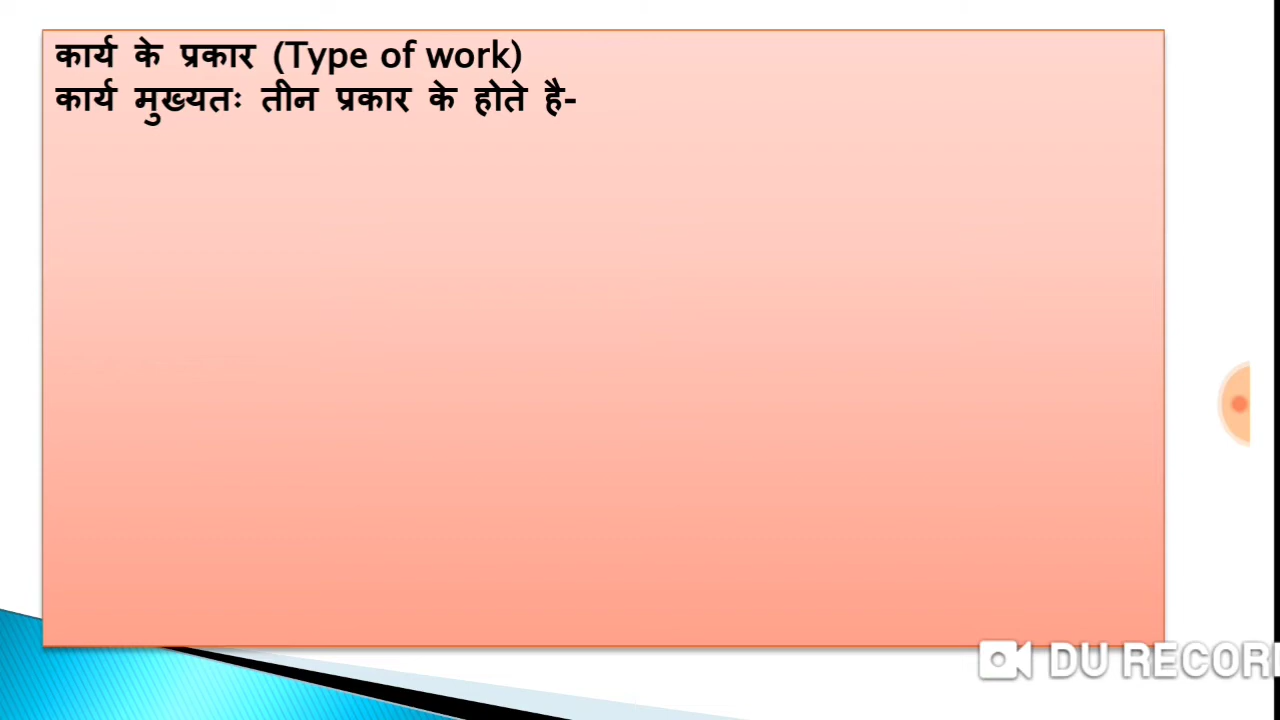 कार्य के प्रकार (Type of work)
कार्य मुख्यतः तीन प्रकार के होते है-
DU RECOR